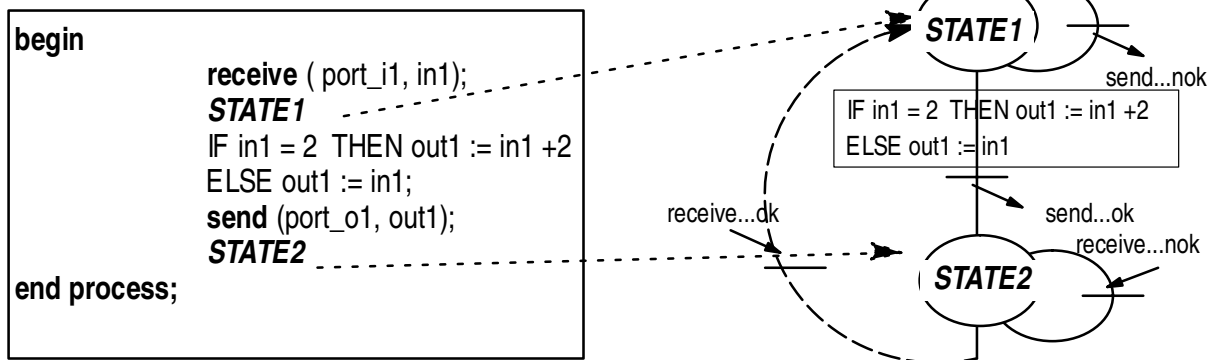 begin
receive ( port_i1, in1);
STATE1
IF in1 = 2 THEN out1 := in1 +2
ELSE out1 := in1;
send (port_o1, out1);
STATE2
end process;
STATE1
send...nok
IF in1 = 2 THEN out1 := in1 +2
ELSE out1 := in1
receive...ok
send...ok
receive...nok
STATE2